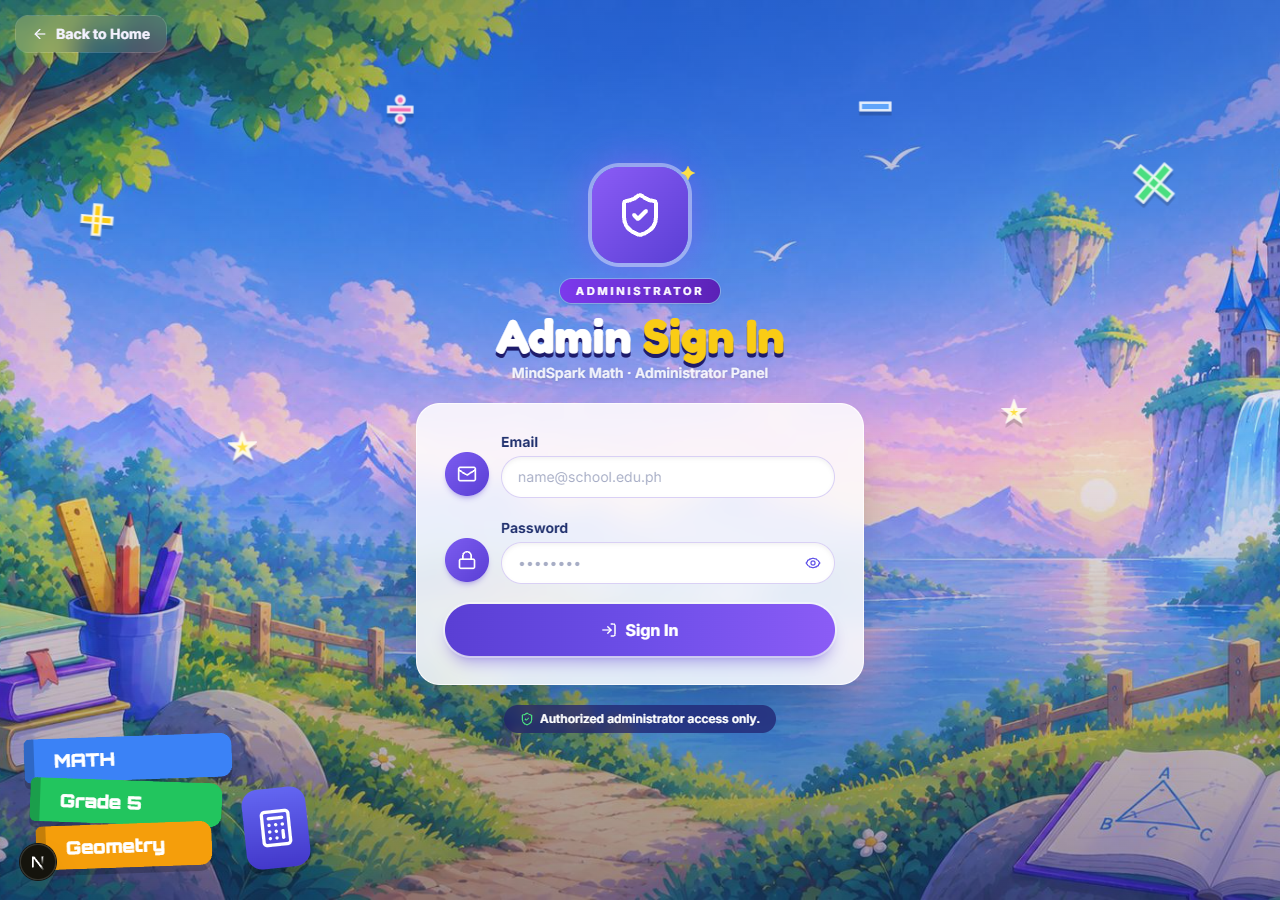 Back to Home
ADMINISTRATOR
Admin Sign In
MindSpark Math · Administrator Panel
Email
name@school.edu.ph
Password
••••••••
Sign In
Authorized administrator access only.
MATH
Grade 5
Geometry
N
A
B
C
C